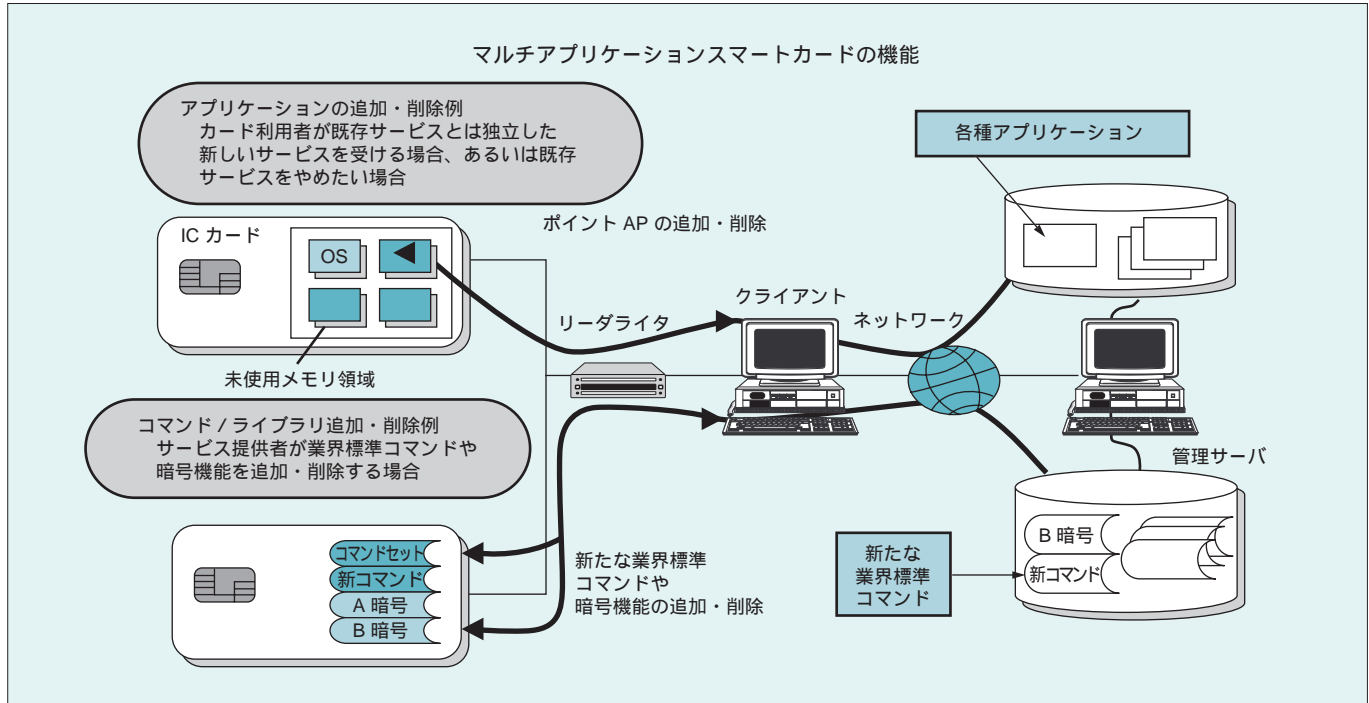 マルチアプリケーションスマートカードの機能
アプリケーションの追加・削除例
カード利用者が既存サービスとは独立した
新しいサービスを受ける場合、あるいは既存
サービスをやめたい場合
各種アプリケーション
ポイント AP の追加・削除
IC カード
OS
クライアント
リーダライタ
ネットワーク
未使用メモリ領域
コマンド / ライブラリ追加・削除例
サービス提供者が業界標準コマンドや
暗号機能を追加・削除する場合
管理サーバ
コマンドセット
新コマンド
A 暗号
B 暗号
新たな業界標準
コマンドや
暗号機能の追加・削除
新たな
業界標準
コマンド
B 暗号
新コマンド